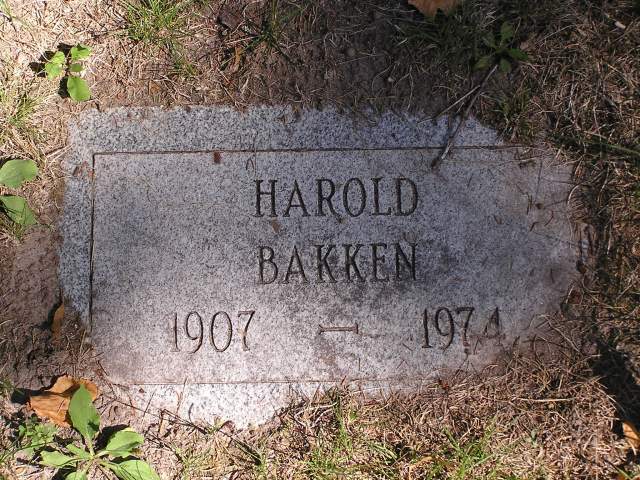 HAROLD
BAKKEN
1907 — 1974